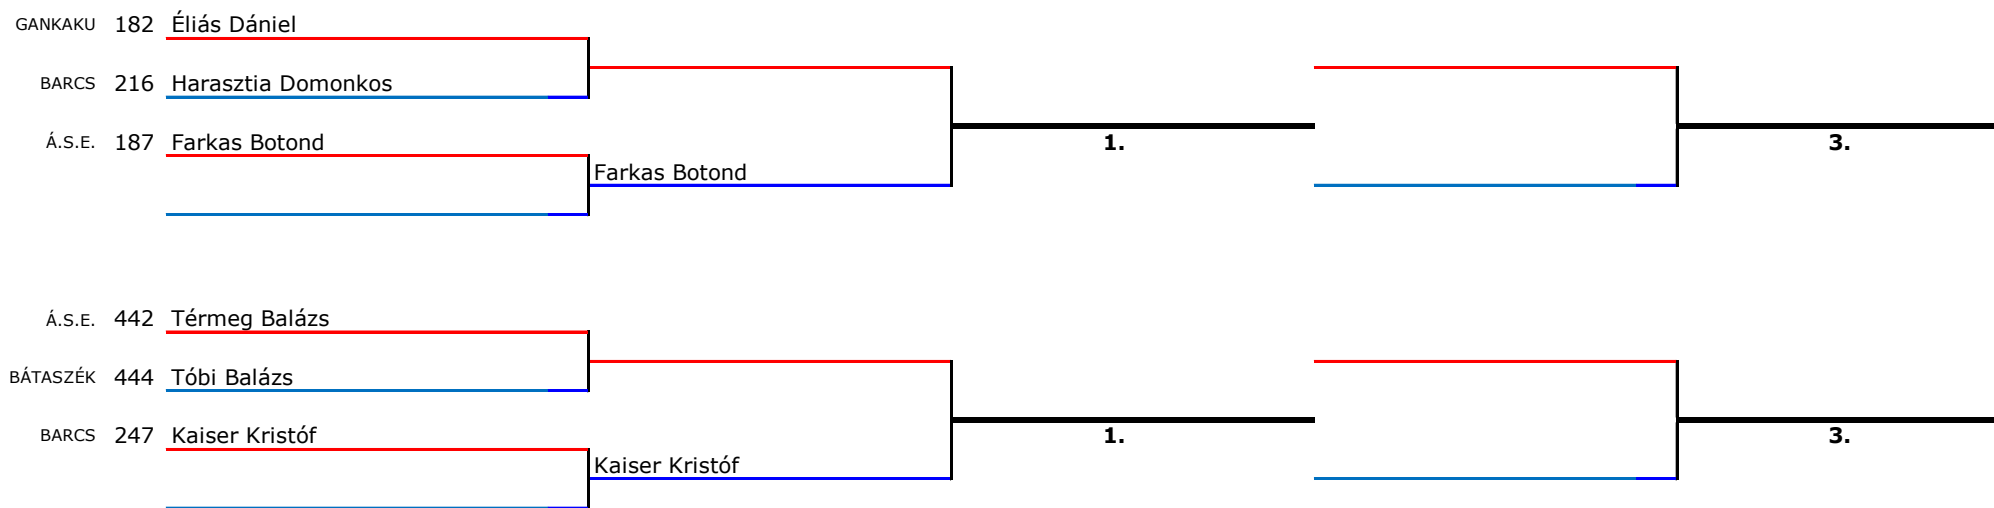 GANKAKU 182 Éliás Dániel
BARCS 216 Harasztia Domonkos
Á.S.E. 187 Farkas Botond
1. 3.
Farkas Botond
Á.S.E. 442 Térmeg Balázs
BÁTASZÉK 444 Tóbi Balázs
BARCS 247 Kaiser Kristóf
1. 3.
Kaiser Kristóf